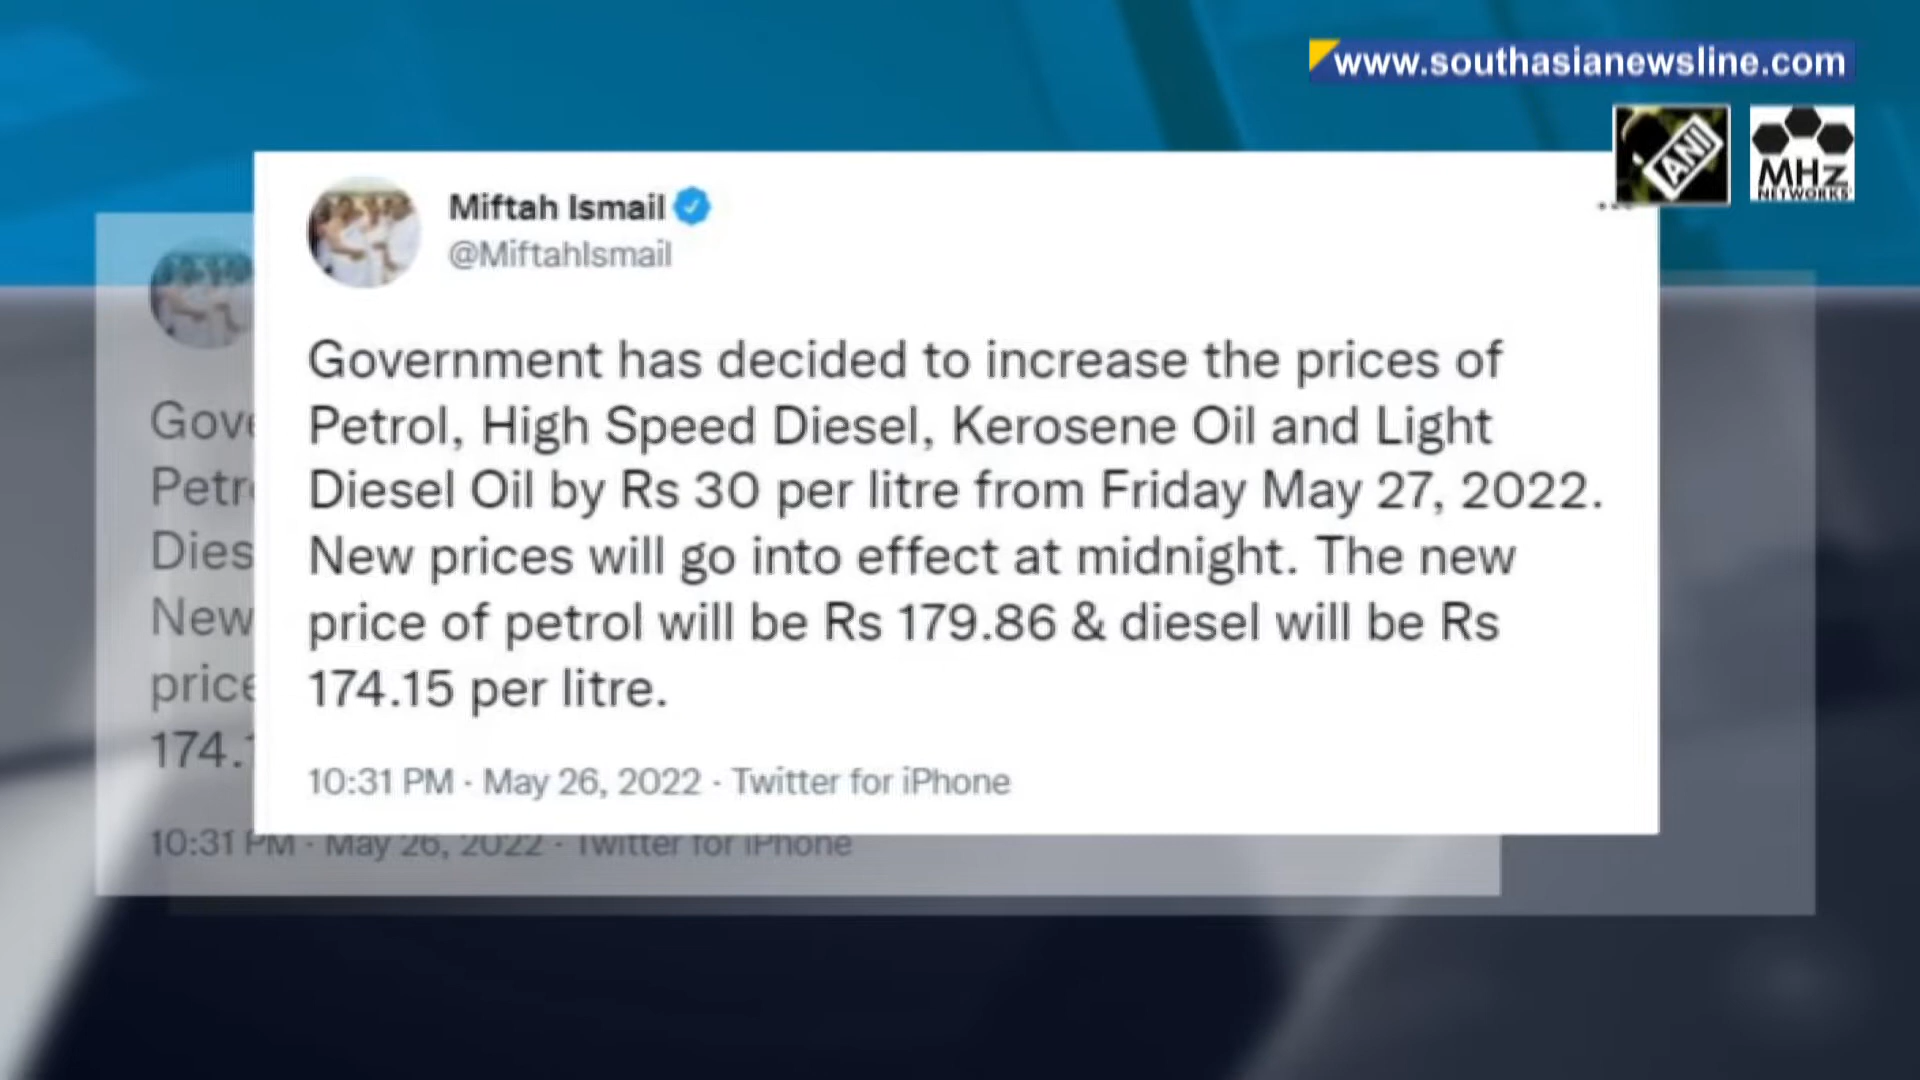 www.southasianewsline.com
ANI
MHz
NETWORKS
Miftah Ismail
@MiftahIsmail
Government has decided to increase the prices of
Petrol, High Speed Diesel, Kerosene Oil and Light
Diesel Oil by Rs 30 per litre from Friday May 27, 2022.
New prices will go into effect at midnight. The new
price of petrol will be Rs 179.86 & diesel will be Rs
174.15 per litre.
10:31 PM · May 26, 2022 · Twitter for iPhone
Gove
Petr
Dies
New
price
174.1
10:31 PM · May 26, 2022 · Twitter for iPhone